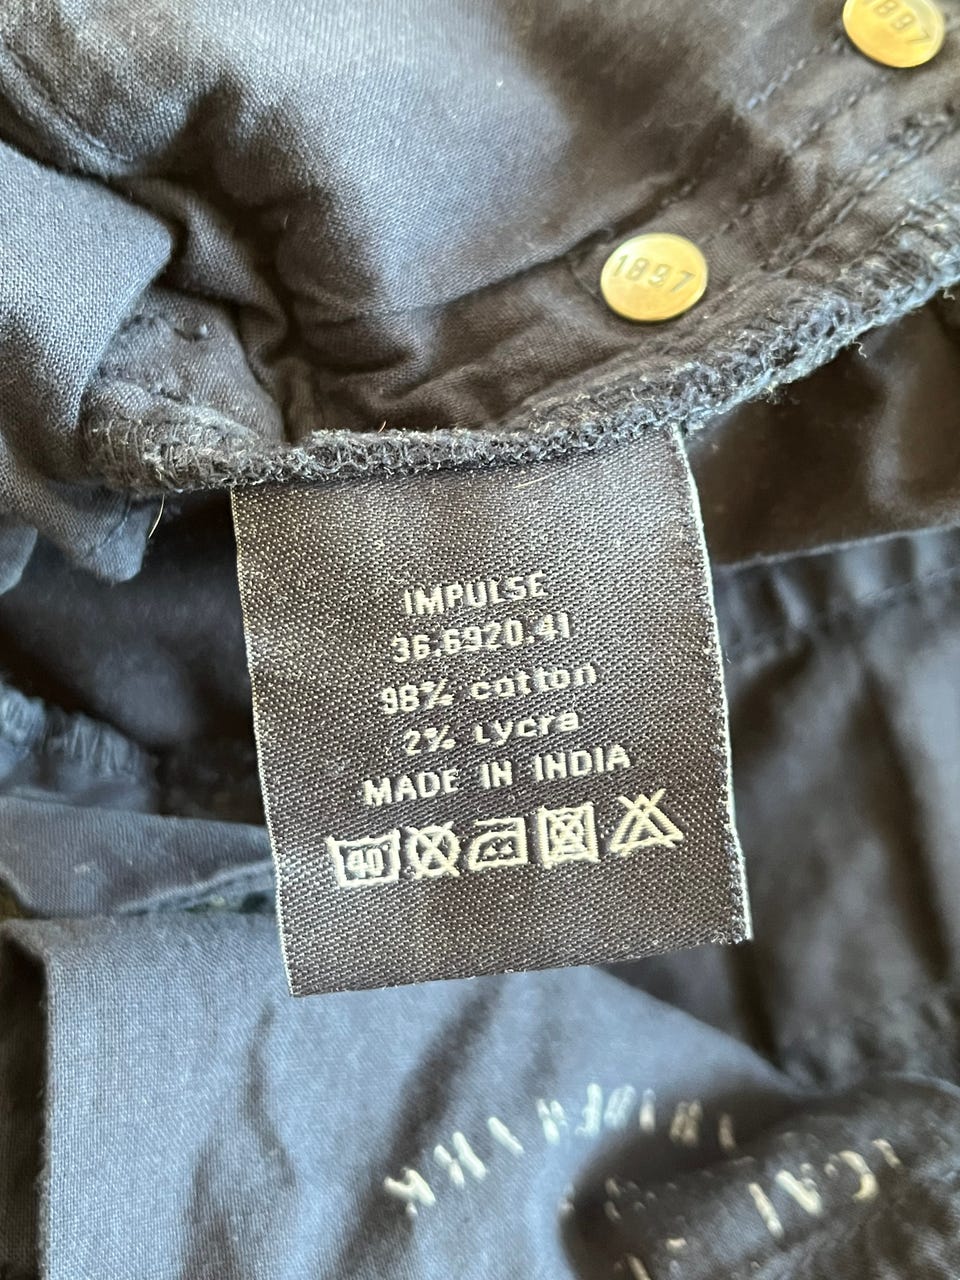 1897
1897
IMPULSE
36.6920.41
98% cotton
2% Lycra
MADE IN INDIA
40°